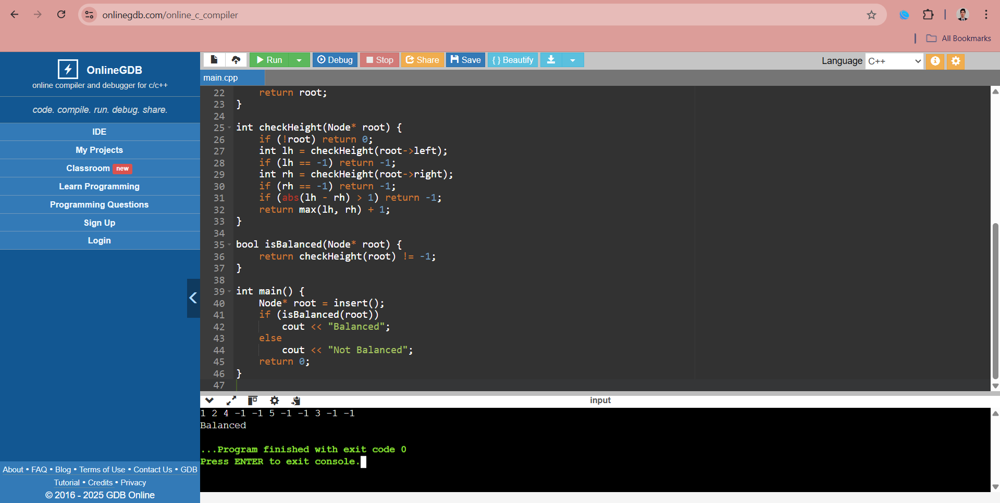 onlinegdb.com/online_c_compiler
All Bookmarks
OnlineGDB
online compiler and debugger for c/c++
code. compile. run. debug. share.
IDE
My Projects
Classroom new
Learn Programming
Programming Questions
Sign Up
Login
About • FAQ • Blog • Terms of Use • Contact Us • GDB
Tutorial • Credits • Privacy
© 2016 - 2025 GDB Online
Run Debug Stop Share Save { } Beautify Language C++
main.cpp
22     return root;
23 }
24
25 int checkHeight(Node* root) {
26     if (!root) return 0;
27     int lh = checkHeight(root->left);
28     if (lh == -1) return -1;
29     int rh = checkHeight(root->right);
30     if (rh == -1) return -1;
31     if (abs(lh - rh) > 1) return -1;
32     return max(lh, rh) + 1;
33 }
34
35 bool isBalanced(Node* root) {
36     return checkHeight(root) != -1;
37 }
38
39 int main() {
40     Node* root = insert();
41     if (isBalanced(root))
42         cout << "Balanced";
43     else
44         cout << "Not Balanced";
45     return 0;
46 }
47
input
1 2 4 -1 -1 5 -1 -1 3 -1 -1
Balanced
...Program finished with exit code 0
Press ENTER to exit console.